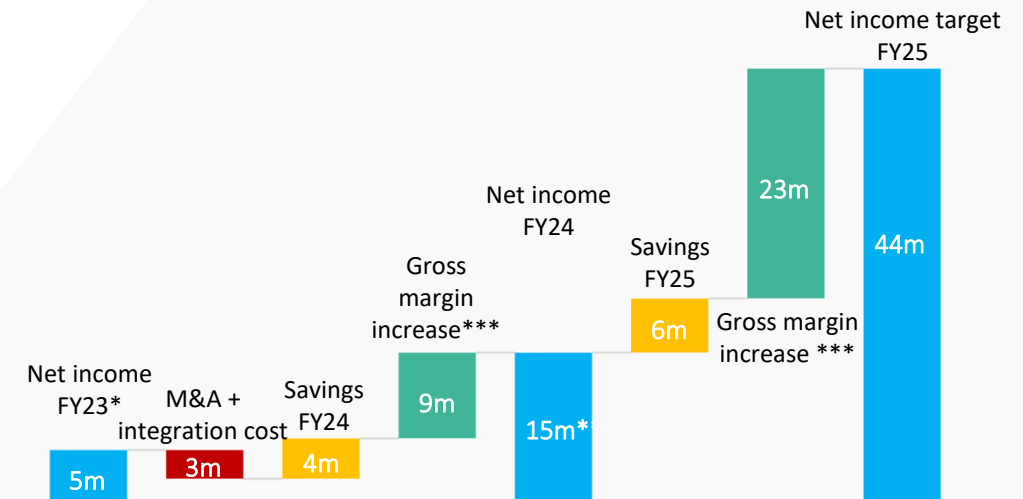 Net income target
FY25
23m
Net income
FY24
44m
Savings
FY25
Gross
margin
increase***
6m
Gross margin
increase ***
Net income
FY23*
M&A +
integration cost
Savings
FY24
9m
15m**
3m
4m
5m